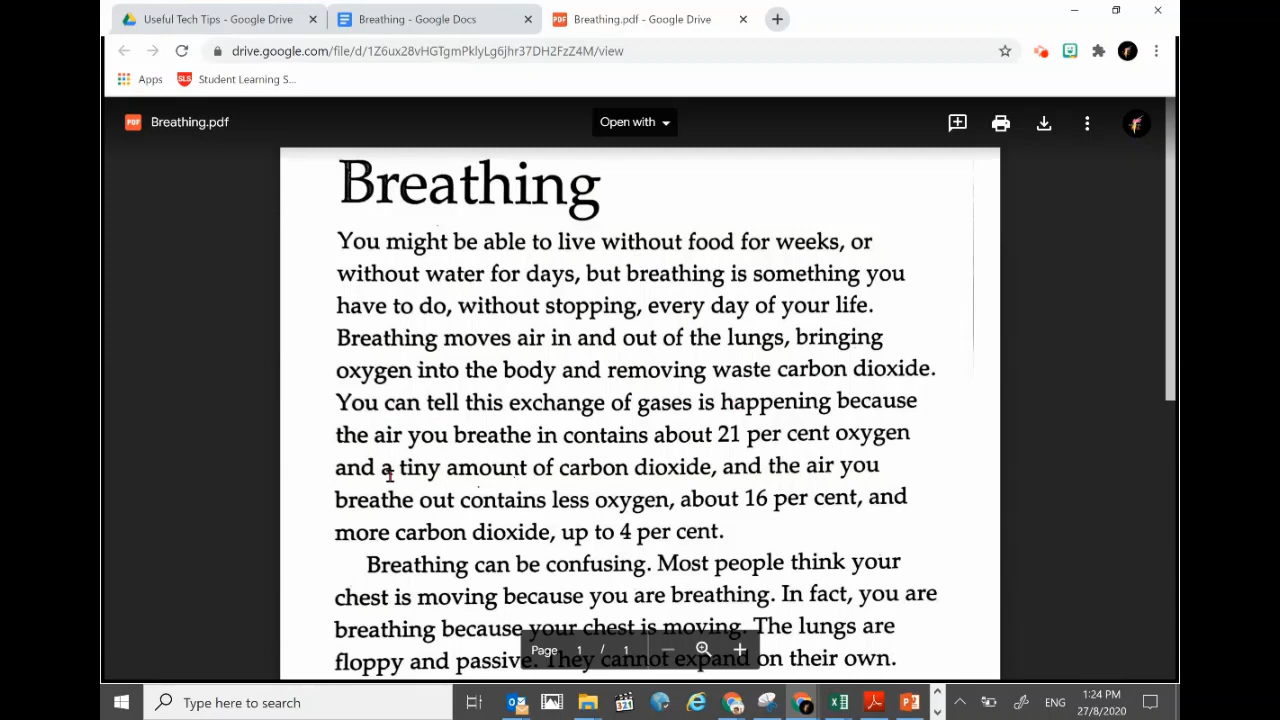 Useful Tech Tips - Google Drive
Breathing - Google Docs
Breathing.pdf - Google Drive
drive.google.com/file/d/1Z6ux28vHGTgmPklyLg6jhr37DH2FzZ4M/view
Apps
SLS
Student Learning S...
PDF
Breathing.pdf
Open with
Breathing
You might be able to live without food for weeks, or
without water for days, but breathing is something you
have to do, without stopping, every day of your life.
Breathing moves air in and out of the lungs, bringing
oxygen into the body and removing waste carbon dioxide.
You can tell this exchange of gases is happening because
the air you breathe in contains about 21 per cent oxygen
and a tiny amount of carbon dioxide, and the air you
breathe out contains less oxygen, about 16 per cent, and
more carbon dioxide, up to 4 per cent.
Breathing can be confusing. Most people think your
chest is moving because you are breathing. In fact, you are
breathing because your chest is moving. The lungs are
floppy and passive. They cannot expand on their own.
Page 1 / 1
Type here to search
ENG
1:24 PM
27/8/2020